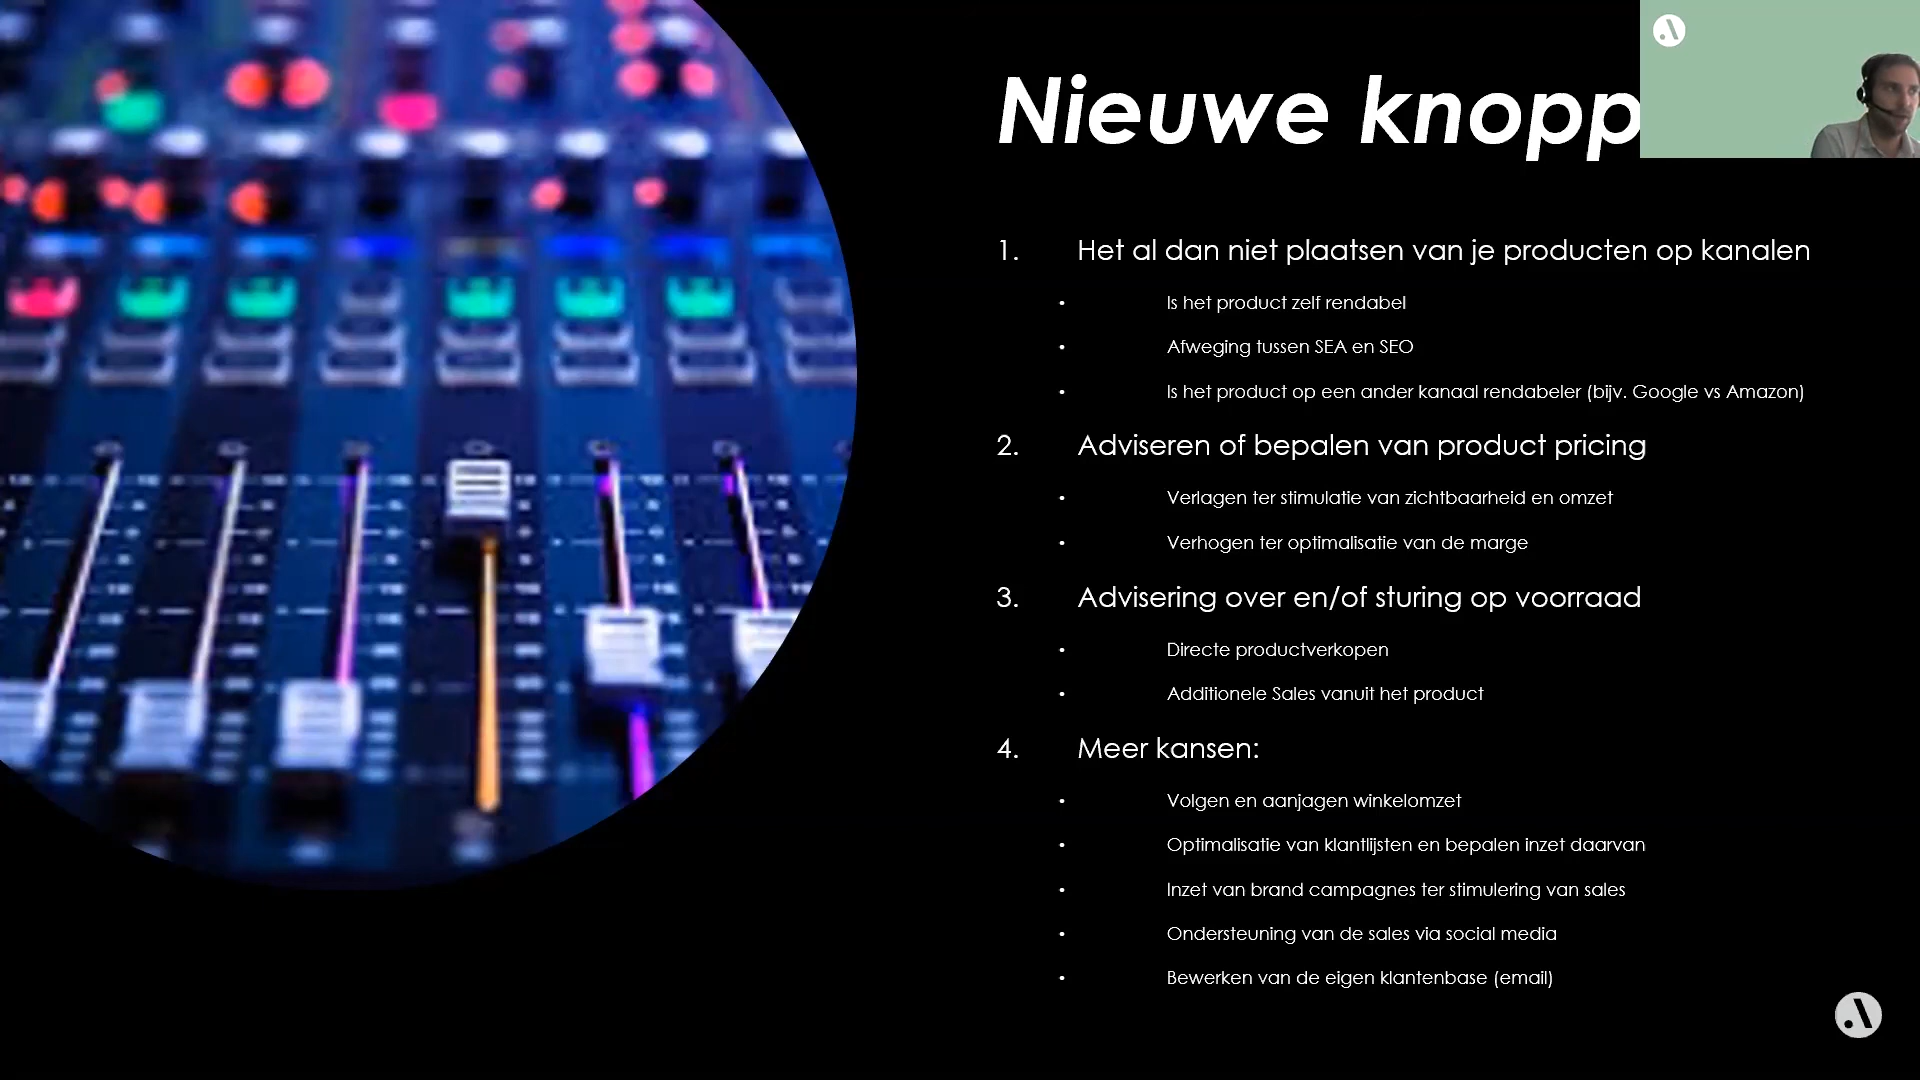 Nieuwe knopp
1. Het al dan niet plaatsen van je producten op kanalen
• Is het product zelf rendabel
• Afweging tussen SEA en SEO
• Is het product op een ander kanaal rendabeler (bijv. Google vs Amazon)
2. Adviseren of bepalen van product pricing
• Verlagen ter stimulatie van zichtbaarheid en omzet
• Verhogen ter optimalisatie van de marge
3. Advisering over en/of sturing op voorraad
• Directe productverkopen
• Additionele Sales vanuit het product
4. Meer kansen:
• Volgen en aanjagen winkelomzet
• Optimalisatie van klantlijsten en bepalen inzet daarvan
• Inzet van brand campagnes ter stimulering van sales
• Ondersteuning van de sales via social media
• Bewerken van de eigen klantenbase (email)